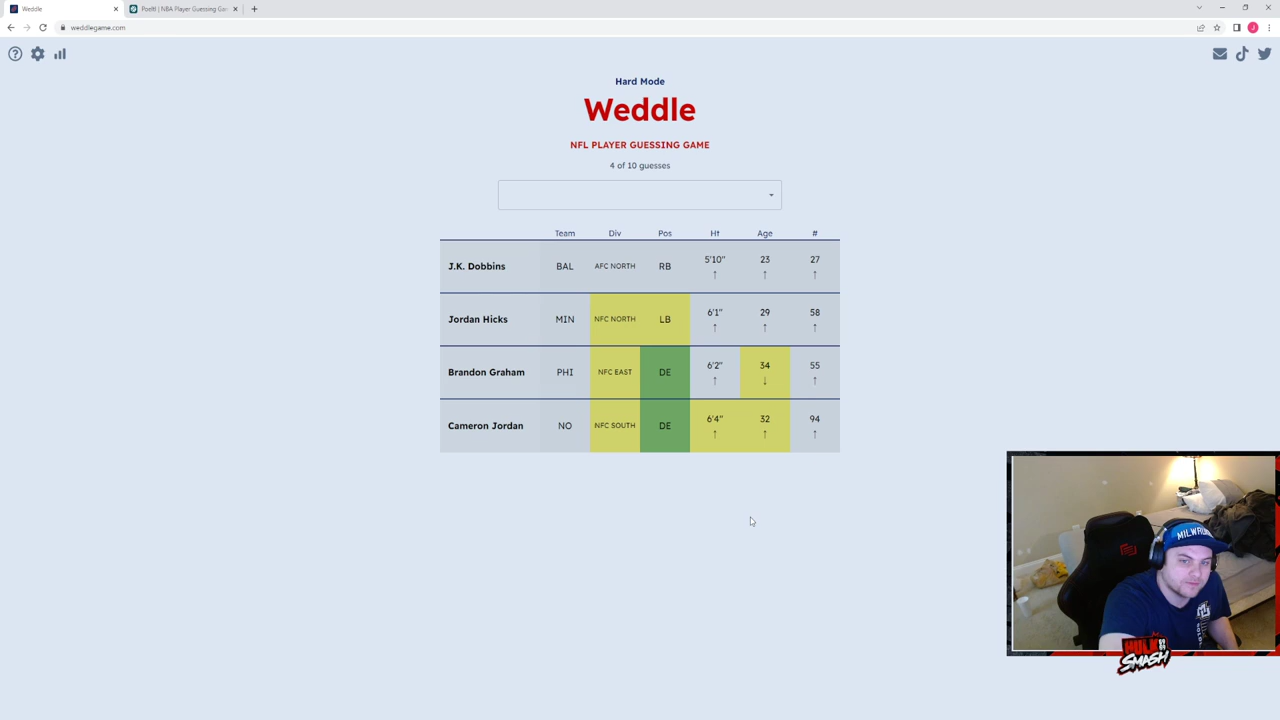 Weddle
Poeltl | NBA Player Guessing Ga
weddlegame.com
J
Hard Mode
Weddle
NFL PLAYER GUESSING GAME
4 of 10 guesses
Team Div Pos Ht Age #
J.K. Dobbins BAL AFC NORTH RB 5'10" ↑ 23 ↑ 27 ↑
Jordan Hicks MIN NFC NORTH LB 6'1" ↑ 29 ↑ 58 ↑
Brandon Graham PHI NFC EAST DE 6'2" ↑ 34 ↓ 55 ↑
Cameron Jordan NO NFC SOUTH DE 6'4" ↑ 32 ↑ 94 ↑
HULK
SMASH